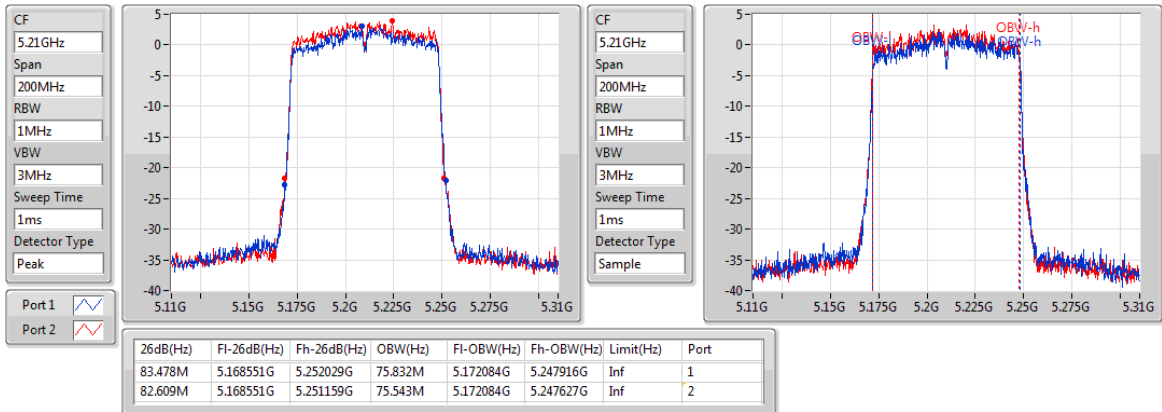 CF
5.21GHz
Span
200MHz
RBW
1MHz
VBW
3MHz
Sweep Time
1ms
Detector Type
Peak
Port 1
Port 2
5
0
-5
-10
-15
-20
-25
-30
-35
-40
5.11G 5.15G 5.175G 5.2G 5.225G 5.25G 5.275G 5.31G
CF
5.21GHz
Span
200MHz
RBW
1MHz
VBW
3MHz
Sweep Time
1ms
Detector Type
Sample
5
0
-5
-10
-15
-20
-25
-30
-35
-40
OBW-h
OBW-h
5.11G 5.15G 5.175G 5.2G 5.225G 5.25G 5.275G 5.31G
26dB(Hz) Fl-26dB(Hz) Fh-26dB(Hz) OBW(Hz) Fl-OBW(Hz) Fh-OBW(Hz) Limit(Hz) Port
83.478M 5.168551G 5.252029G 75.832M 5.172084G 5.247916G Inf 1
82.609M 5.168551G 5.251159G 75.543M 5.172084G 5.247627G Inf 2